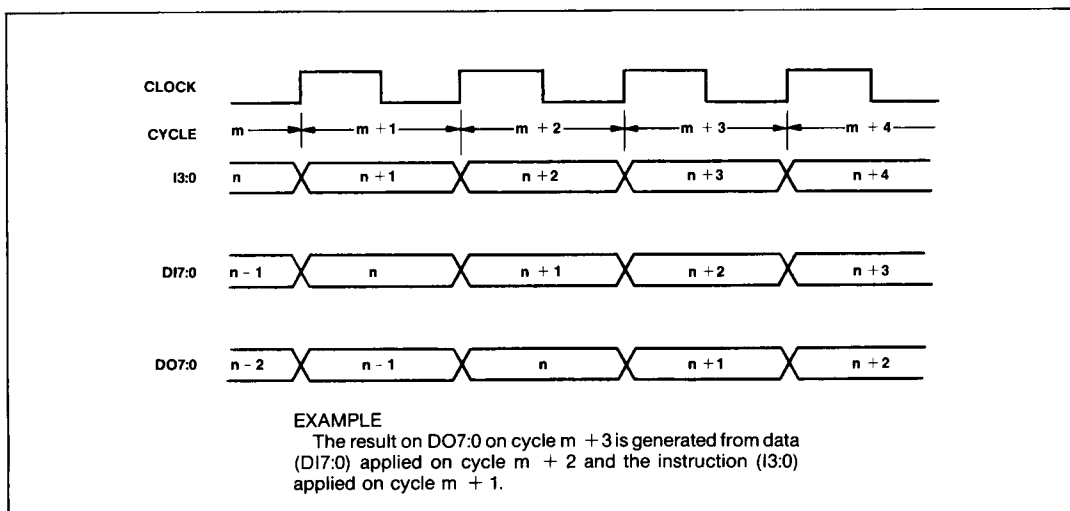 CLOCK
CYCLE m m + 1 m + 2 m + 3 m + 4
I3:0 n n + 1 n + 2 n + 3 n + 4
DI7:0 n - 1 n n + 1 n + 2 n + 3
DO7:0 n - 2 n - 1 n n + 1 n + 2
EXAMPLE
The result on DO7:0 on cycle m + 3 is generated from data
(DI7:0) applied on cycle m + 2 and the instruction (I3:0)
applied on cycle m + 1.